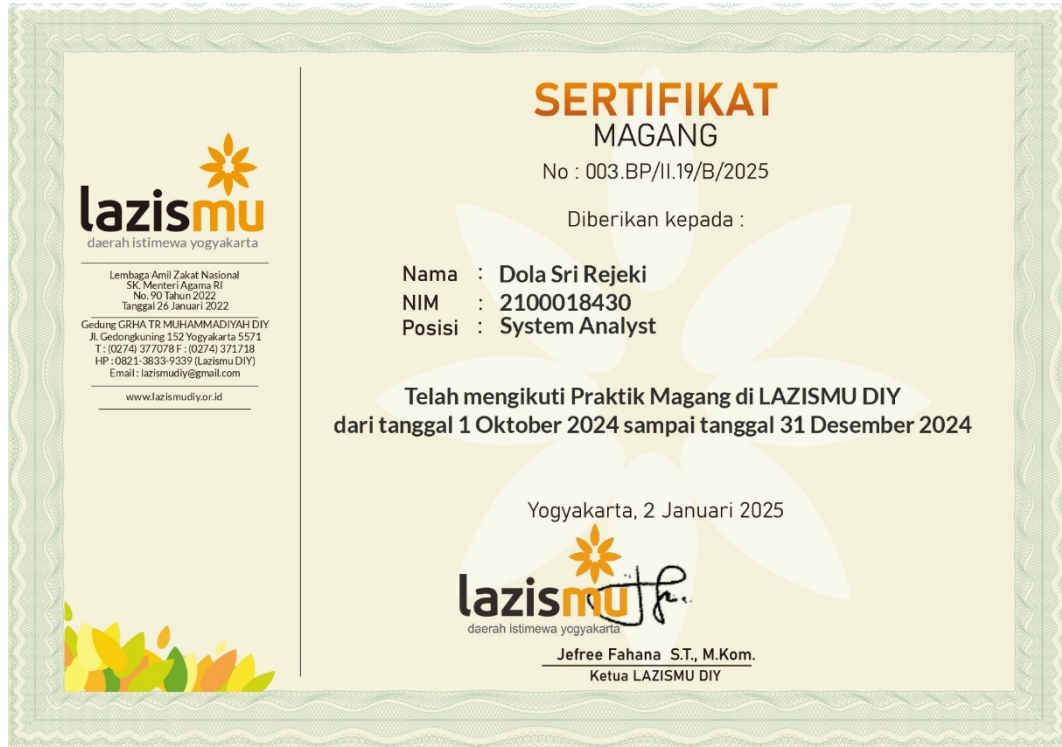 lazismu
daerah istimewa yogyakarta
Lembaga Amil Zakat Nasional
SK. Menteri Agama RI
No. 90 Tahun 2022
Tanggal 26 Januari 2022
Gedung GRHA TR MUHAMMADIYAH DIY
Jl. Gedongkuning 152 Yogyakarta 5571
T : (0274) 377078 F : (0274) 371718
HP : 0821-3833-9339 (Lazismu DIY)
Email : lazismudiy@gmail.com
www.lazismudiy.or.id
SERTIFIKAT
MAGANG
No : 003.BP/II.19/B/2025
Diberikan kepada :
Nama : Dola Sri Rejeki
NIM : 2100018430
Posisi : System Analyst
Telah mengikuti Praktik Magang di LAZISMU DIY
dari tanggal 1 Oktober 2024 sampai tanggal 31 Desember 2024
Yogyakarta, 2 Januari 2025
lazismu
daerah istimewa yogyakarta
Jefree Fahana S.T., M.Kom.
Ketua LAZISMU DIY